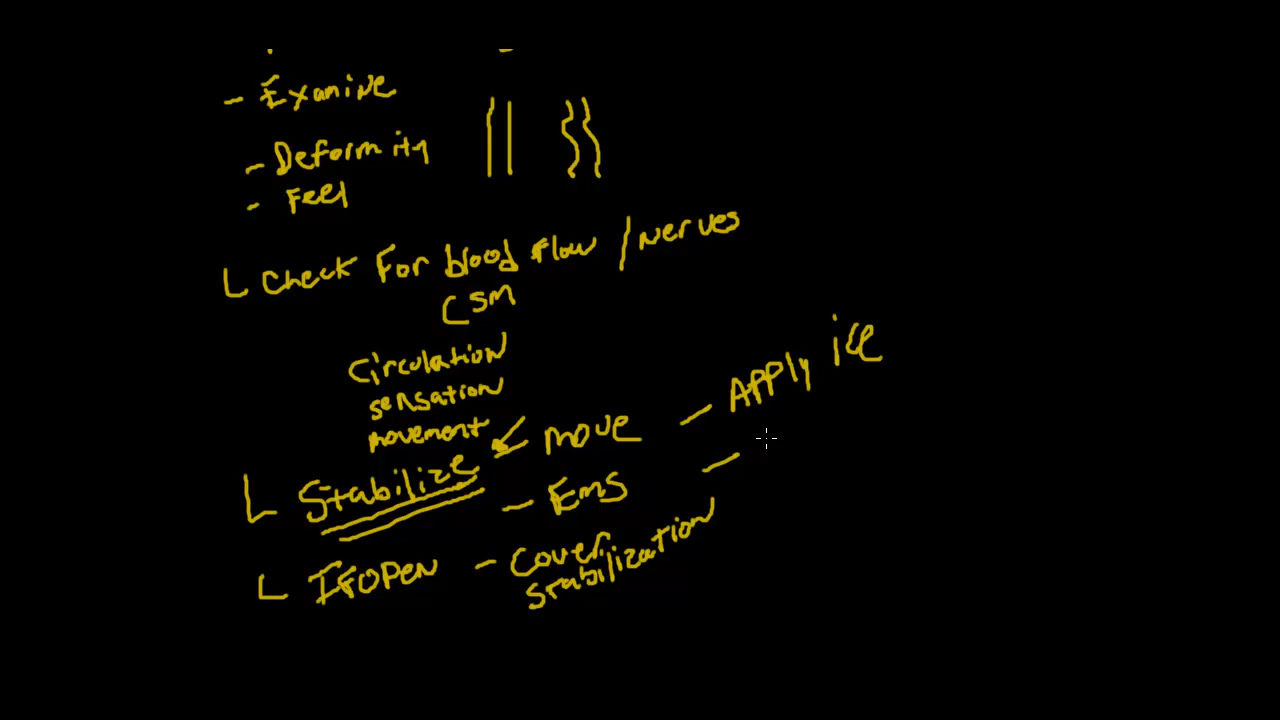 - Examine
- Deformity
- Feel
Check For blood flow / nerves
CSM
circulation
sensation
movement
Stabilize
move
- EMS
- Apply ice
-
IF OPEN - cover
stabilization